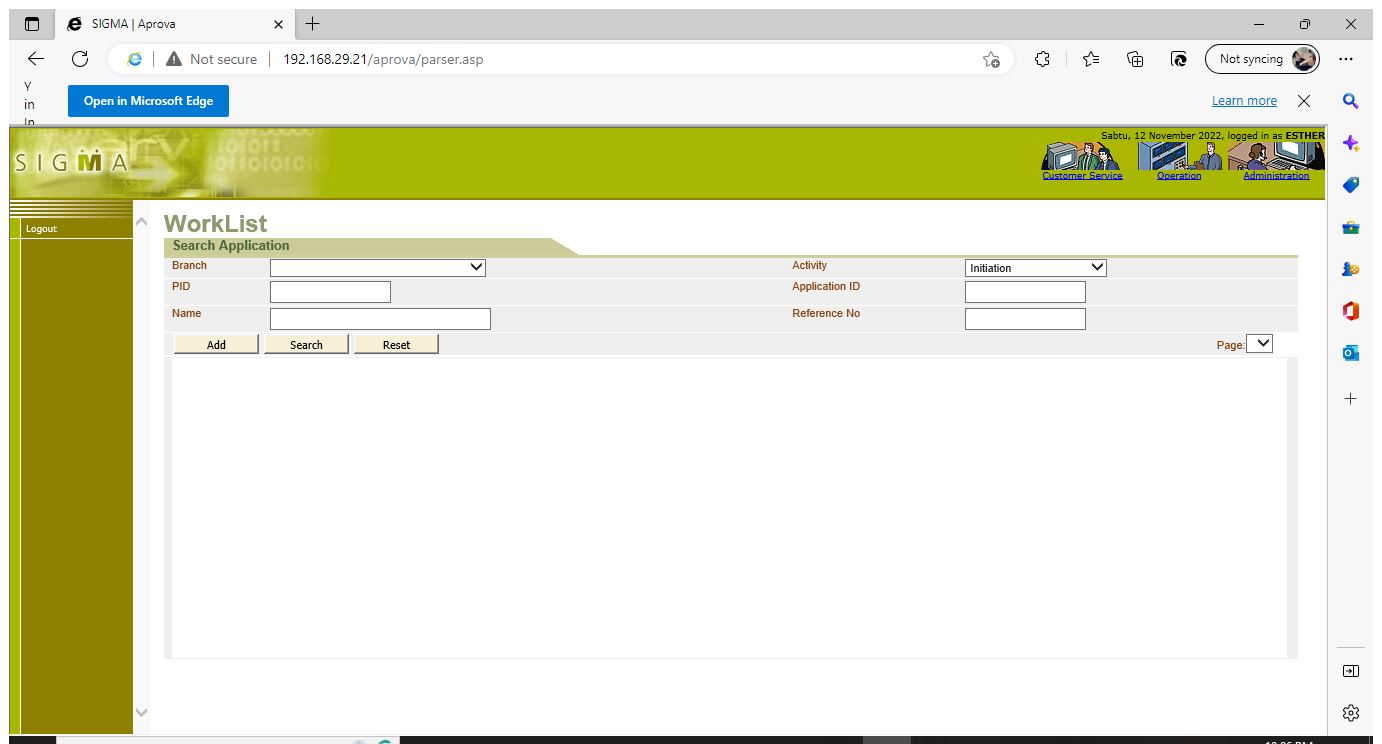 SIGMA | Aprova
Not secure
192.168.29.21/aprova/parser.asp
Not syncing
Y
in
In
Open in Microsoft Edge
Learn more
SIGMA
Sabtu, 12 November 2022, logged in as ESTHER
Customer Service
Operation
Administration
Logout
WorkList
Search Application
Branch
Activity
Initiation
PID
Application ID
Name
Reference No
Add
Search
Reset
Page: